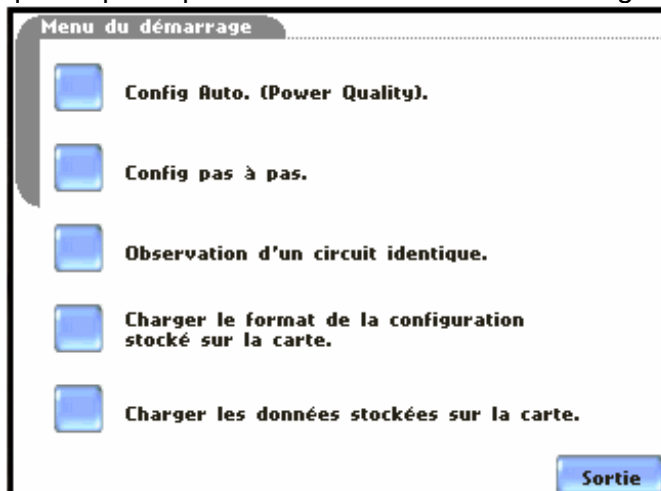 Menu du démarrage
Config Auto. (Power Quality).
Config pas à pas.
Observation d'un circuit identique.
Charger le format de la configuration
stocké sur la carte.
Charger les données stockées sur la carte.
Sortie